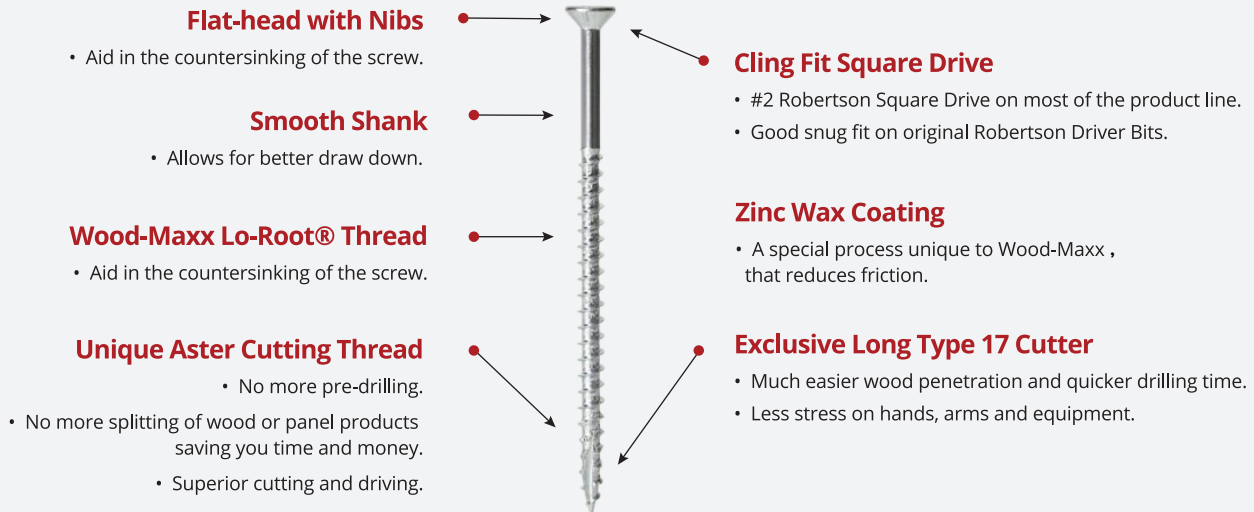 Flat-head with Nibs
• Aid in the countersinking of the screw.
Smooth Shank
• Allows for better draw down.
Wood-Maxx Lo-Root® Thread
• Aid in the countersinking of the screw.
Unique Aster Cutting Thread
• No more pre-drilling.
• No more splitting of wood or panel products
saving you time and money.
• Superior cutting and driving.
Cling Fit Square Drive
• #2 Robertson Square Drive on most of the product line.
• Good snug fit on original Robertson Driver Bits.
Zinc Wax Coating
• A special process unique to Wood-Maxx ,
that reduces friction.
Exclusive Long Type 17 Cutter
• Much easier wood penetration and quicker drilling time.
• Less stress on hands, arms and equipment.